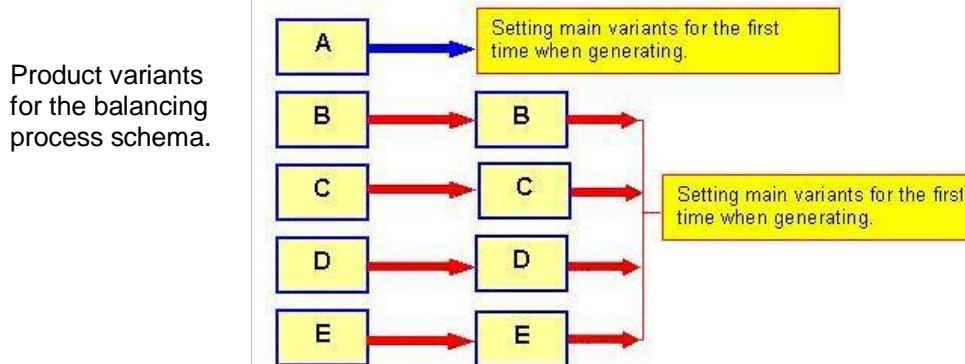 Product variants
for the balancing
process schema.
A
Setting main variants for the first
time when generating.
B
B
C
C
Setting main variants for the first
time when generating.
D
D
E
E